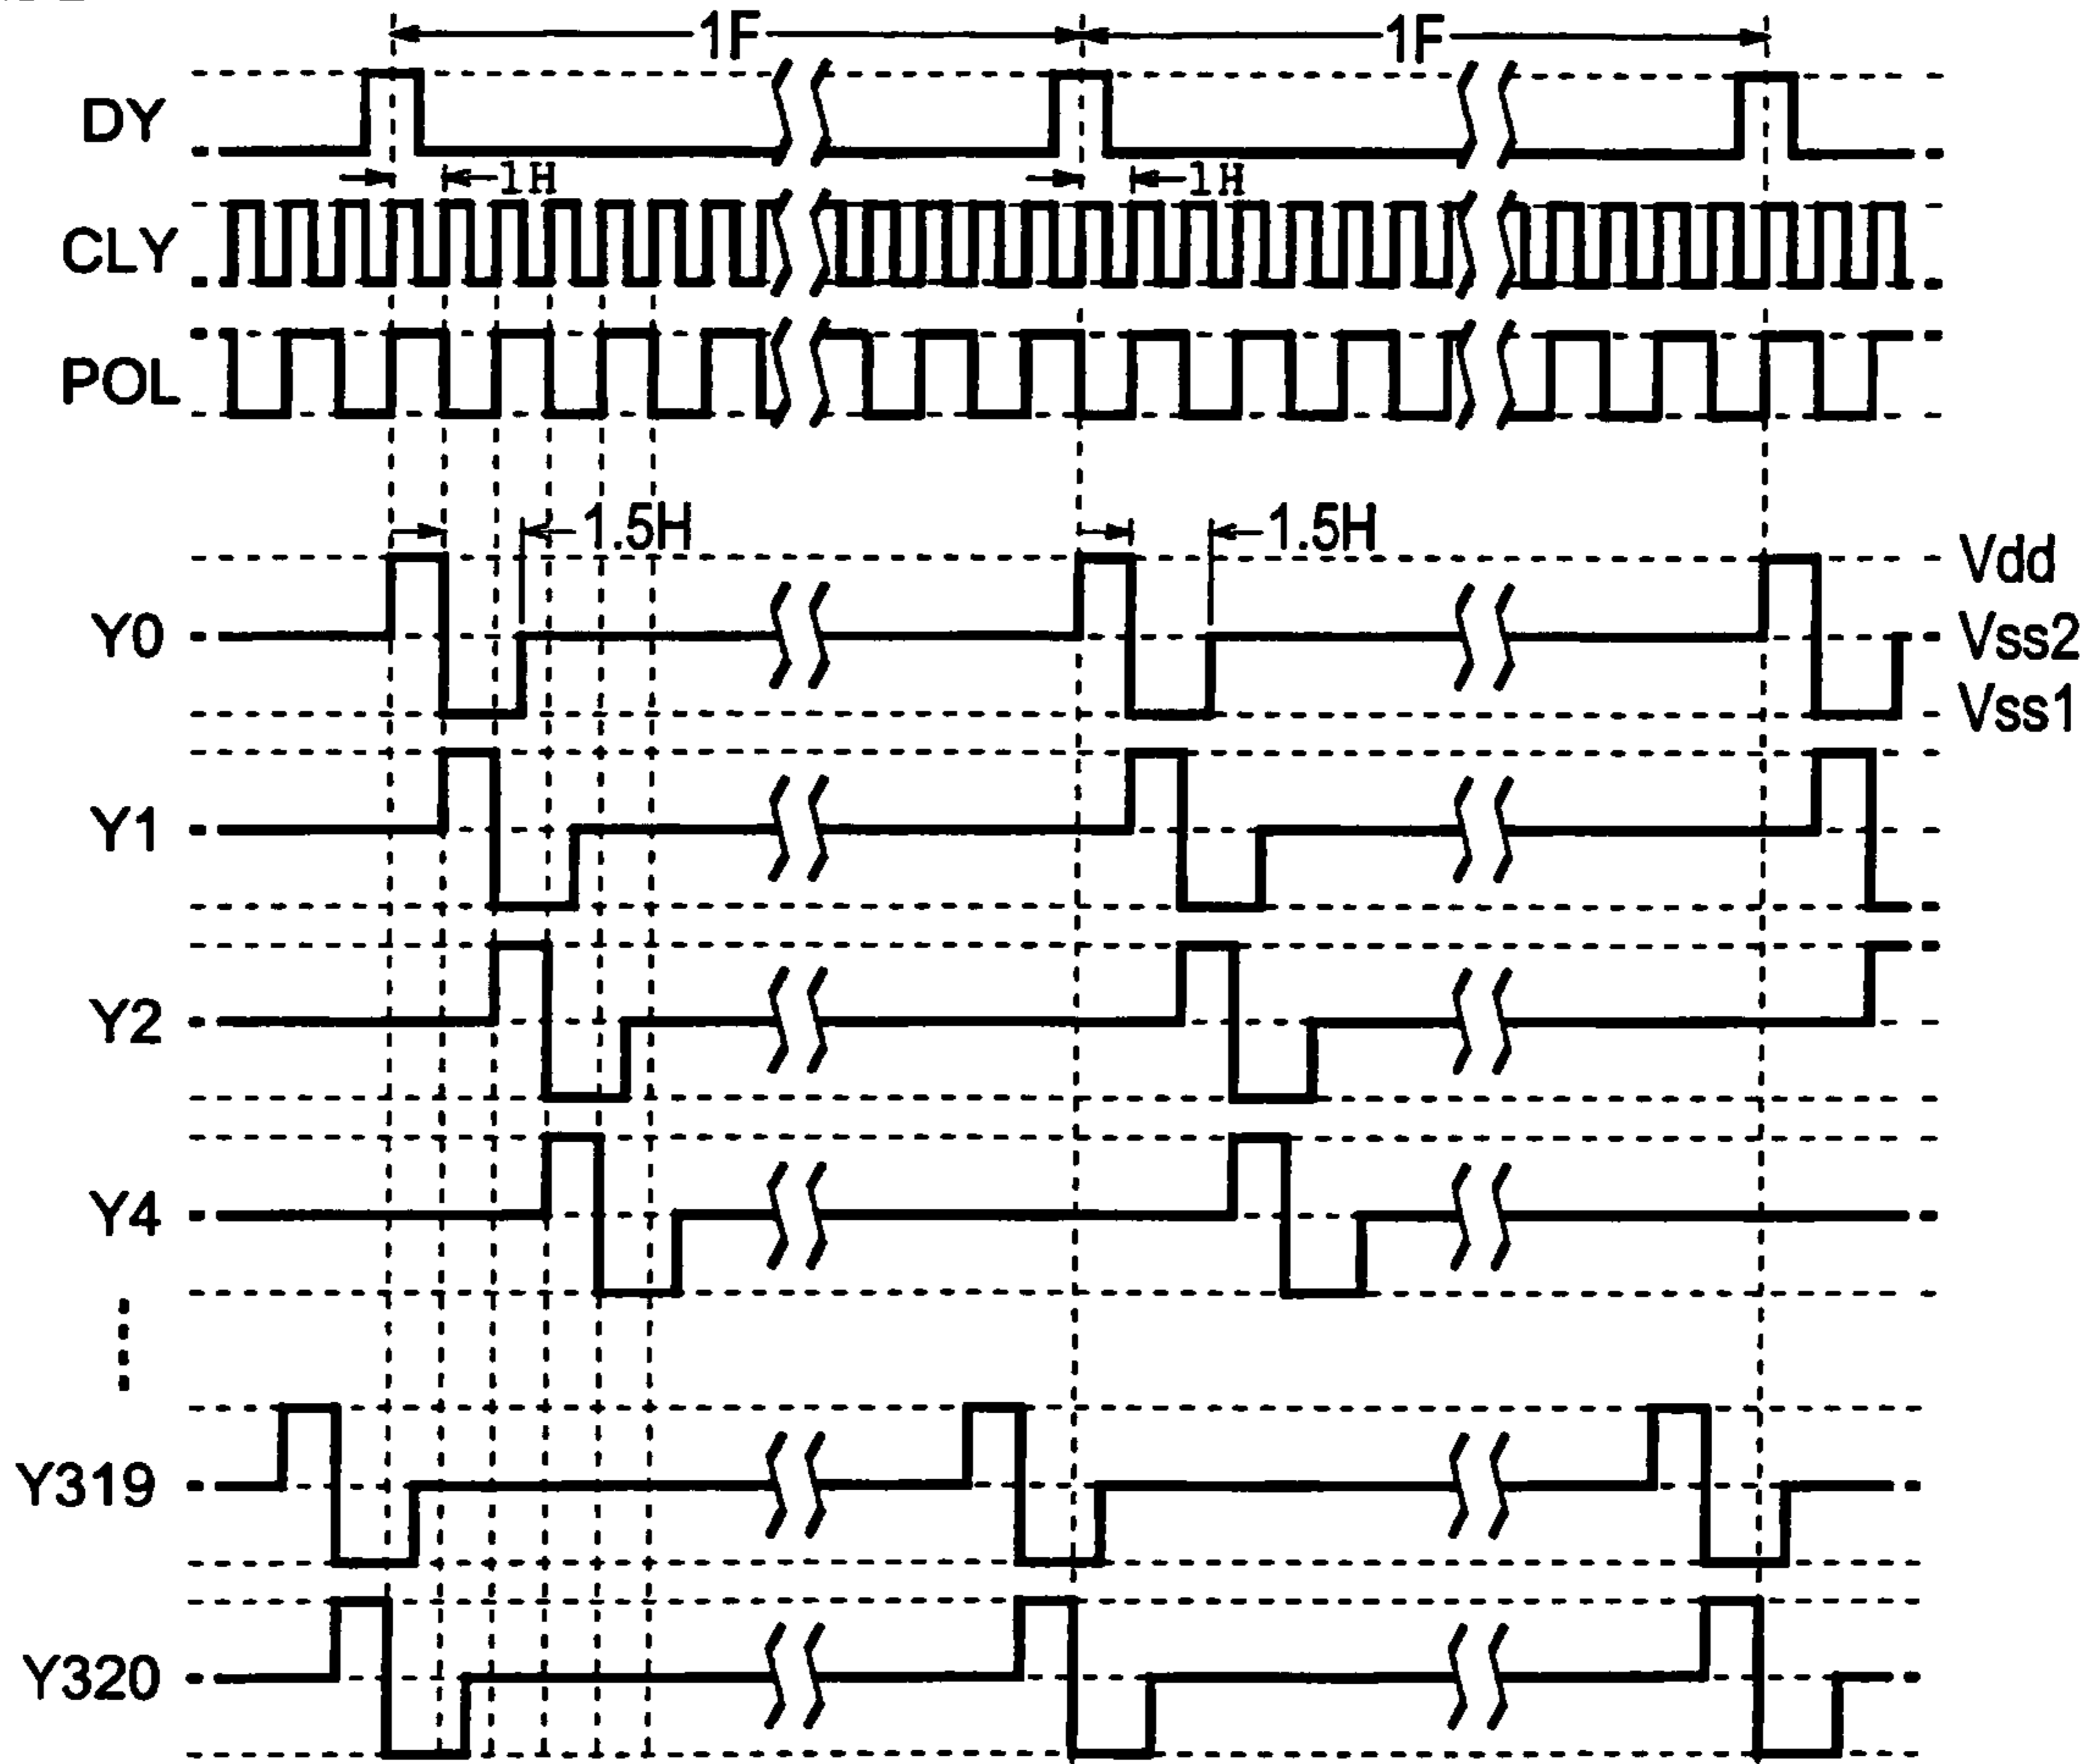 1F 1F
DY
1H 1H
CLY
POL
1.5H 1.5H
Vdd
Y0 Vss2
Vss1
Y1
Y2
Y4
Y319
Y320